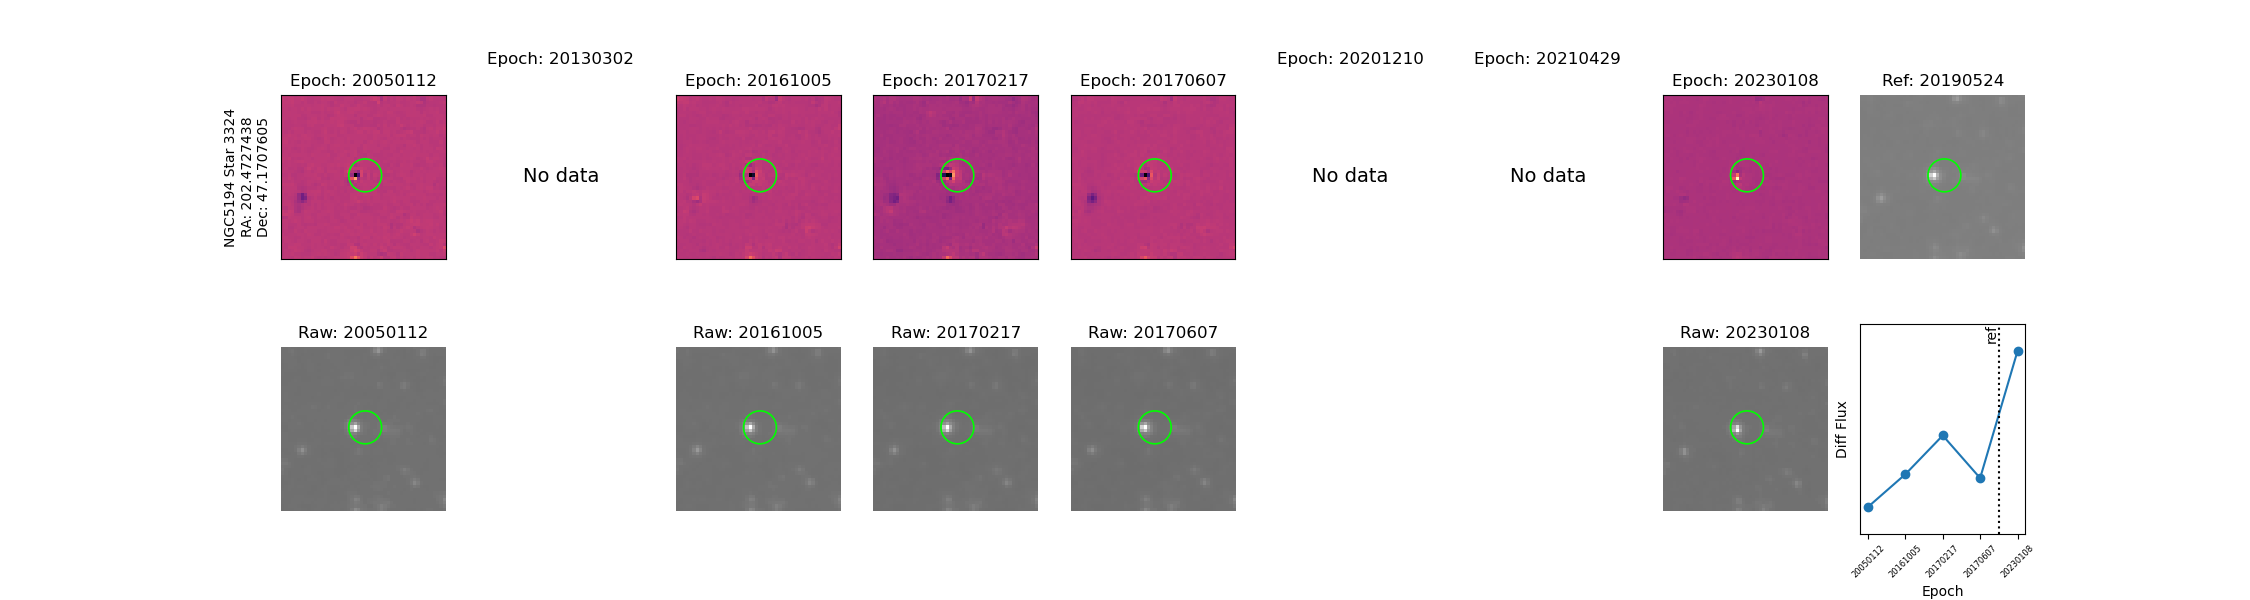 Epoch: 20130302
Epoch: 20201210
Epoch: 20210429
Epoch: 20050112
Epoch: 20161005
Epoch: 20170217
Epoch: 20170607
Epoch: 20230108
Ref: 20190524
NGC5194 Star 3324
RA: 202.4727438
Dec: 47.1707605
No data
No data
No data
Raw: 20050112
Raw: 20161005
Raw: 20170217
Raw: 20170607
Raw: 20230108
ref
Diff Flux
20050112
20161005
20170217
20170607
20230108
Epoch